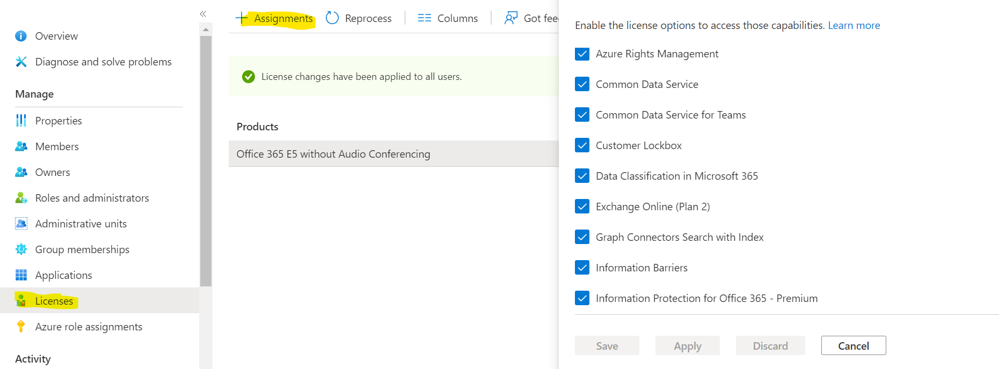 Overview
Diagnose and solve problems
Manage
Properties
Members
Owners
Roles and administrators
Administrative units
Group memberships
Applications
Licenses
Azure role assignments
Activity
Assignments
Reprocess
Columns
Got fee
License changes have been applied to all users.
Products
Office 365 E5 without Audio Conferencing
Enable the license options to access those capabilities. Learn more
Azure Rights Management
Common Data Service
Common Data Service for Teams
Customer Lockbox
Data Classification in Microsoft 365
Exchange Online (Plan 2)
Graph Connectors Search with Index
Information Barriers
Information Protection for Office 365 - Premium
Save
Apply
Discard
Cancel